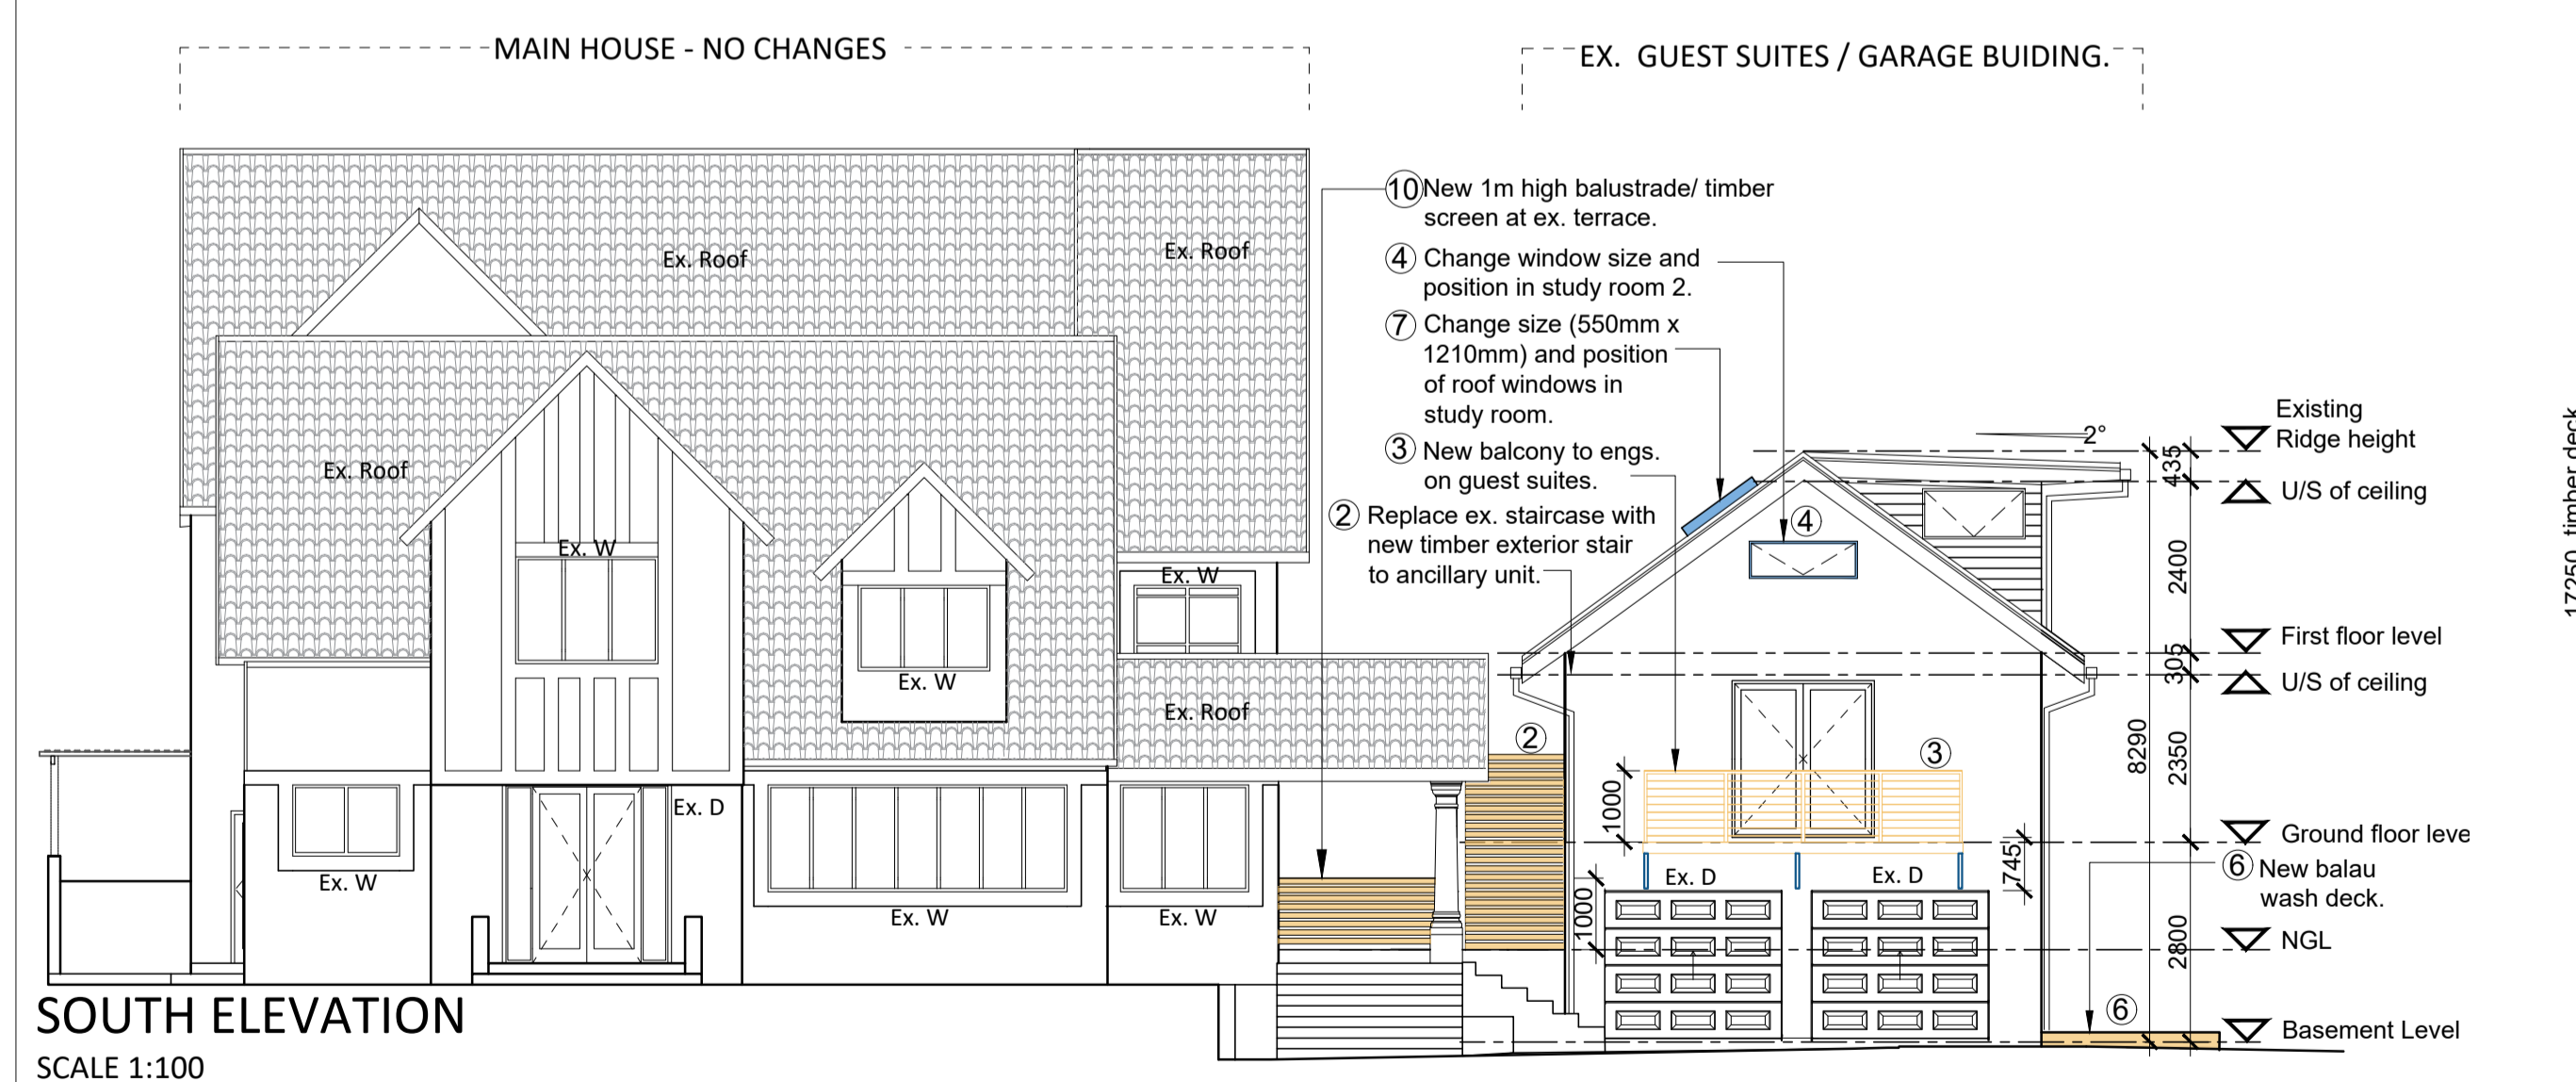 MAIN HOUSE - NO CHANGES
EX. GUEST SUITES / GARAGE BUIDING.
10 New 1m high balustrade/ timber
screen at ex. terrace.
4 Change window size and
position in study room 2.
7 Change size (550mm x
1210mm) and position
of roof windows in
study room.
3 New balcony to engs.
on guest suites.
2 Replace ex. staircase with
new timber exterior stair
to ancillary unit.
Ex. Roof
Ex. Roof
Ex. Roof
Ex. Roof
Ex. W
Ex. W
Ex. W
Ex. D
Ex. W
Ex. W
Ex. W
2
4
3
Ex. D
Ex. D
1000
1000
745
2°
435
2400
305
2350
8290
2800
Existing
Ridge height
U/S of ceiling
First floor level
U/S of ceiling
Ground floor leve
6 New balau
wash deck.
NGL
6
Basement Level
17250 timber deck
SOUTH ELEVATION
SCALE 1:100